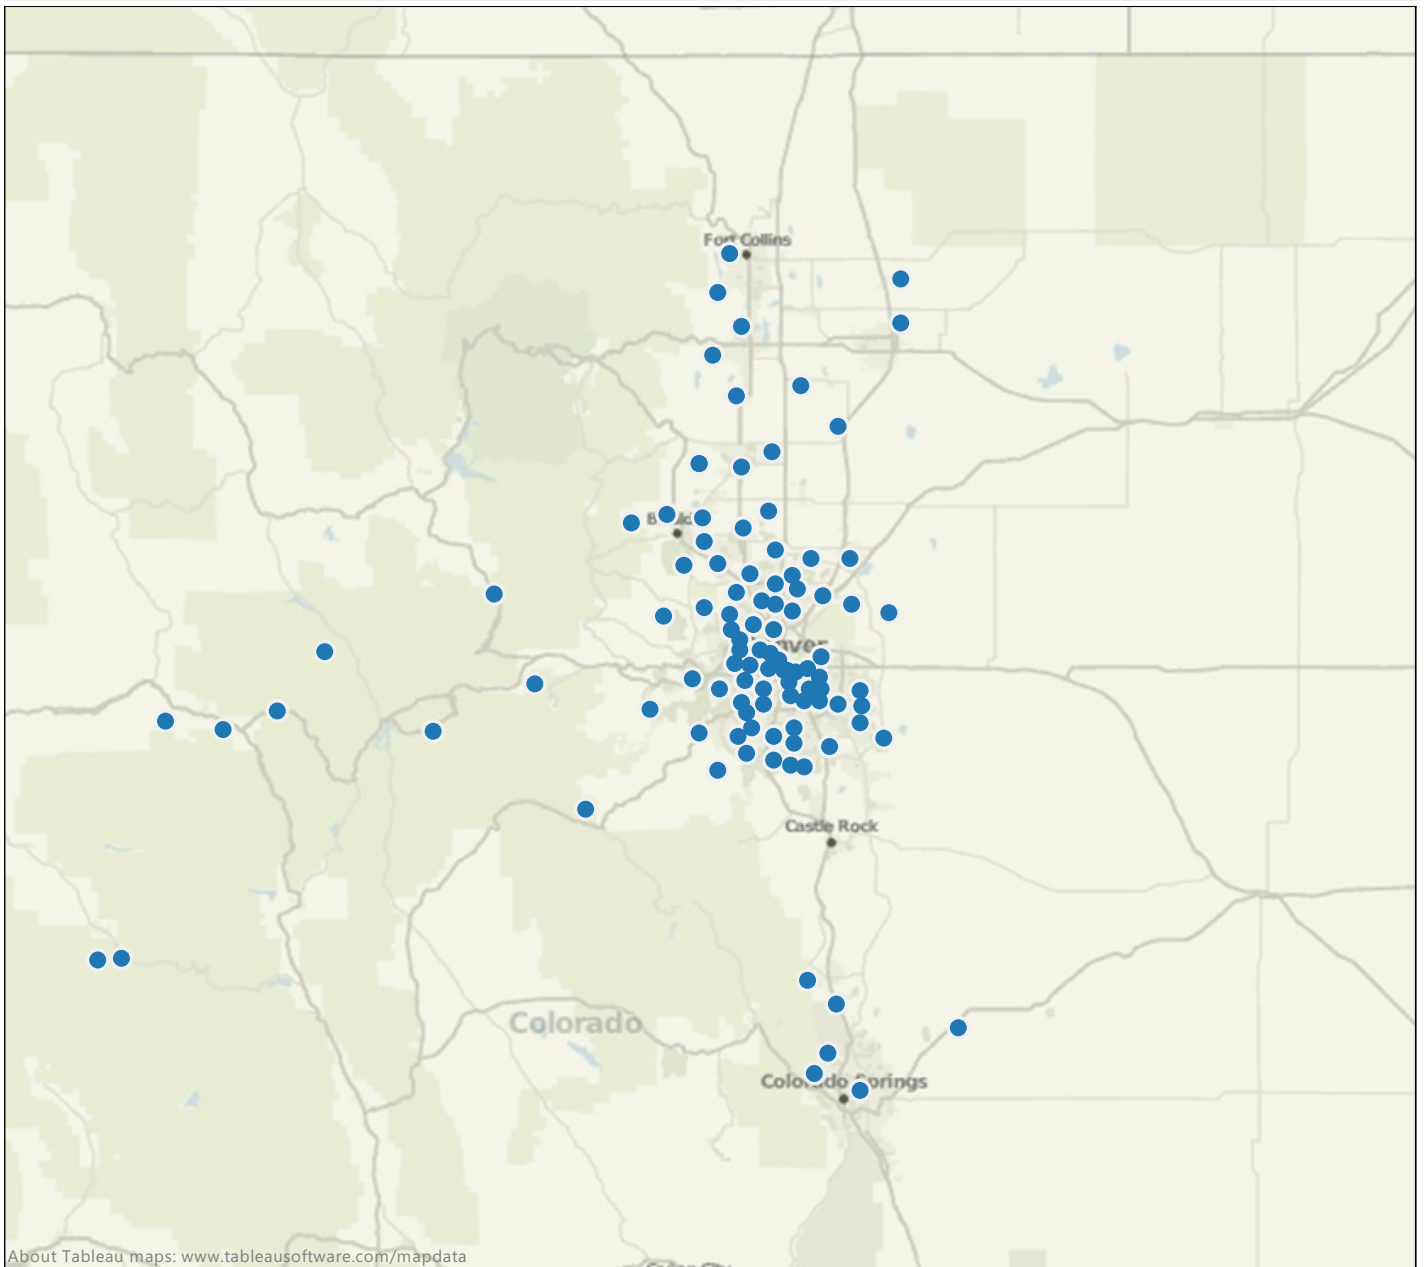 Fort Collins
Castle Rock
Colorado
Colorado Springs
About Tableau maps: www.tableausoftware.com/mapdata